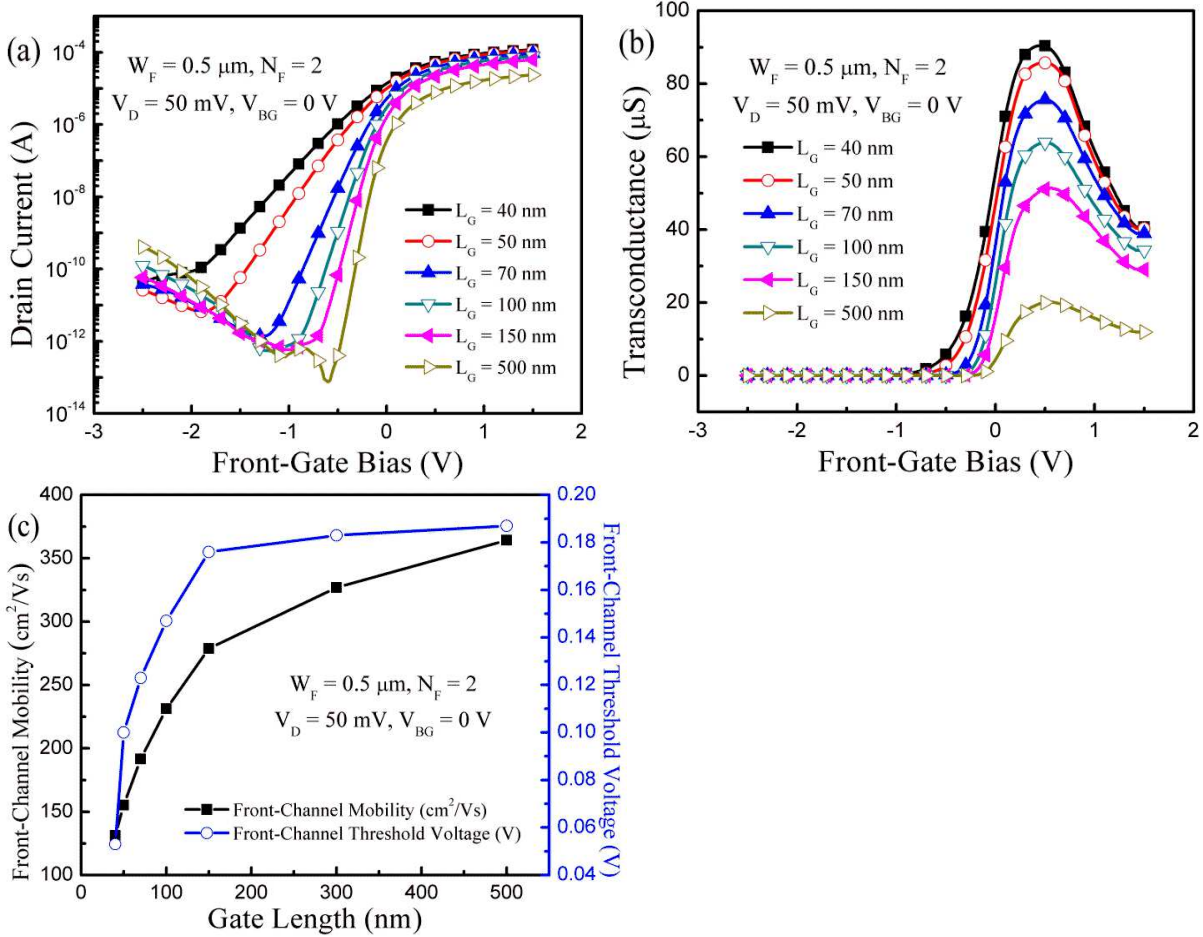 (a)
W_F = 0.5 μm, N_F = 2
V_D = 50 mV, V_BG = 0 V
10^-4
10^-6
10^-8
10^-10
10^-12
10^-14
Drain Current (A)
L_G = 40 nm
L_G = 50 nm
L_G = 70 nm
L_G = 100 nm
L_G = 150 nm
L_G = 500 nm
-3 -2 -1 0 1 2
Front-Gate Bias (V)
(b)
W_F = 0.5 μm, N_F = 2
V_D = 50 mV, V_BG = 0 V
100
80
60
40
20
0
Transconductance (μS)
L_G = 40 nm
L_G = 50 nm
L_G = 70 nm
L_G = 100 nm
L_G = 150 nm
L_G = 500 nm
-3 -2 -1 0 1 2
Front-Gate Bias (V)
(c)
400
350
300
250
200
150
100
Front-Channel Mobility (cm²/Vs)
W_F = 0.5 μm, N_F = 2
V_D = 50 mV, V_BG = 0 V
Front-Channel Mobility (cm²/Vs)
Front-Channel Threshold Voltage (V)
0.20
0.18
0.16
0.14
0.12
0.10
0.08
0.06
0.04
Front-Channel Threshold Voltage (V)
0 50 100 150 200 250 300 350 400 450 500
Gate Length (nm)